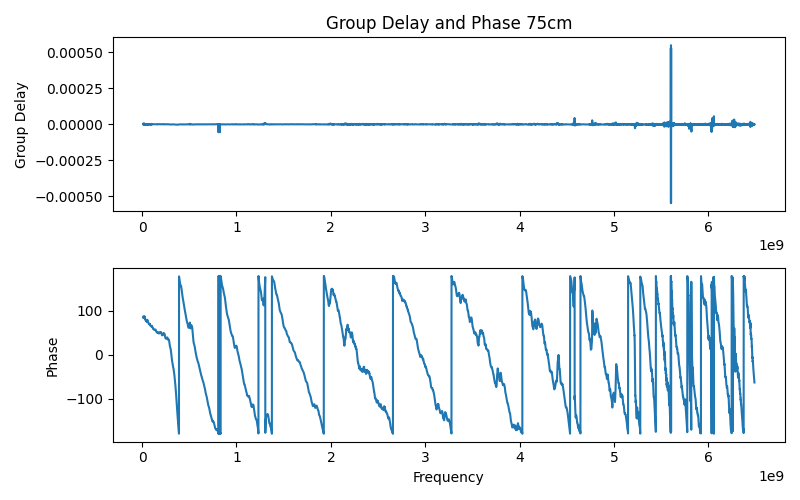 Group Delay and Phase 75cm
Group Delay
0.00050
0.00025
0.00000
−0.00025
−0.00050
0 1 2 3 4 5 6
1e9
Phase
100
0
−100
0 1 2 3 4 5 6
1e9
Frequency